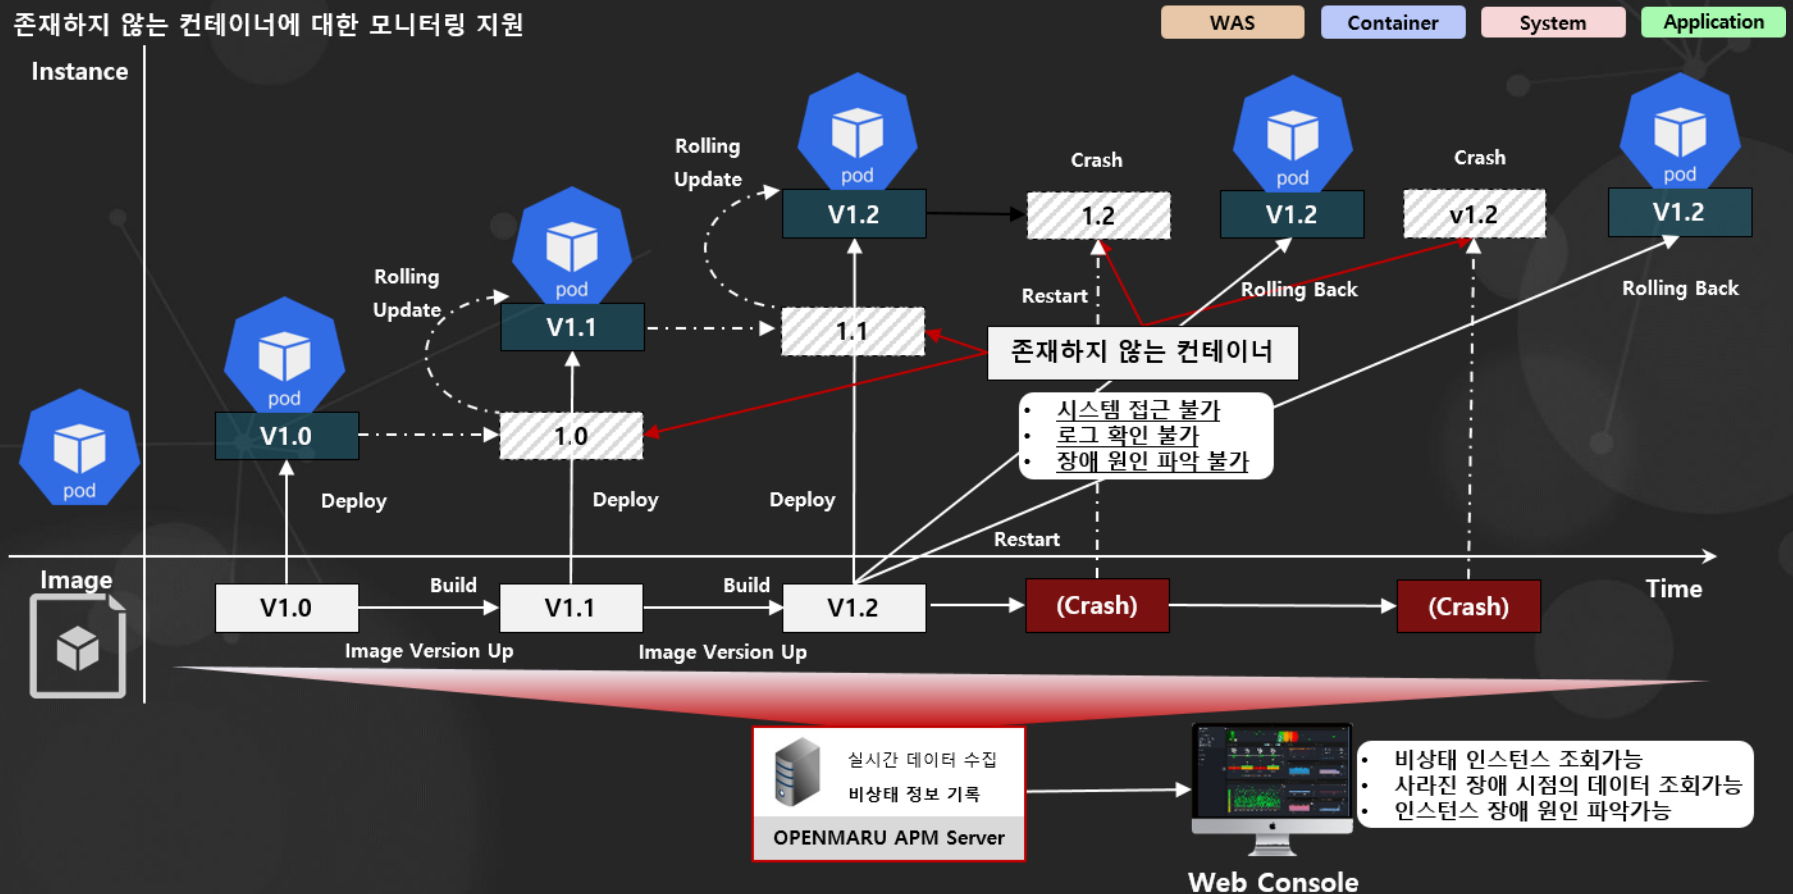 존재하지 않는 컨테이너에 대한 모니터링 지원
WAS
Container
System
Application
Instance
pod
V1.2
Rolling
Update
Crash
1.2
pod
V1.2
Crash
v1.2
pod
V1.2
Rolling
Update
pod
V1.1
1.1
Restart
Rolling Back
Rolling Back
존재하지 않는 컨테이너
pod
V1.0
1.0
• 시스템 접근 불가
• 로그 확인 불가
• 장애 원인 파악 불가
pod
Deploy
Deploy
Deploy
Restart
Image
Time
V1.0
Build
V1.1
Build
V1.2
(Crash)
(Crash)
Image Version Up
Image Version Up
실시간 데이터 수집
비상태 정보 기록
OPENMARU APM Server
• 비상태 인스턴스 조회가능
• 사라진 장애 시점의 데이터 조회가능
• 인스턴스 장애 원인 파악가능
Web Console